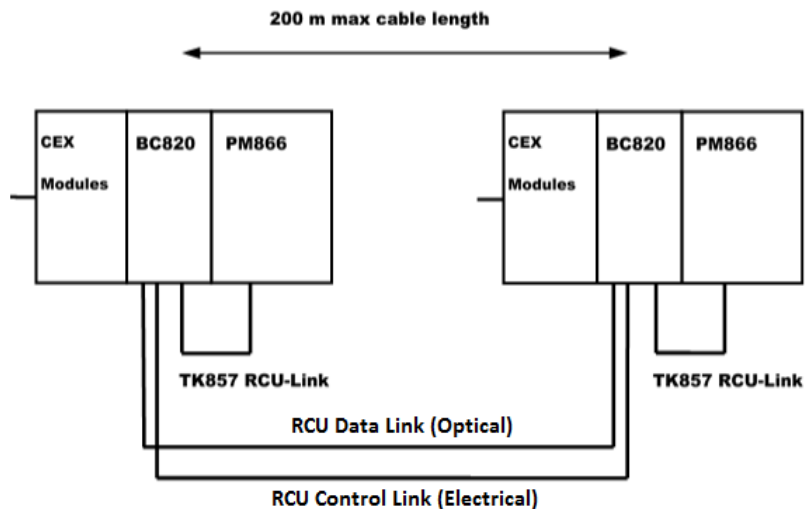 200 m max cable length
CEX
Modules
BC820
PM866
CEX
Modules
BC820
PM866
TK857 RCU-Link
TK857 RCU-Link
RCU Data Link (Optical)
RCU Control Link (Electrical)